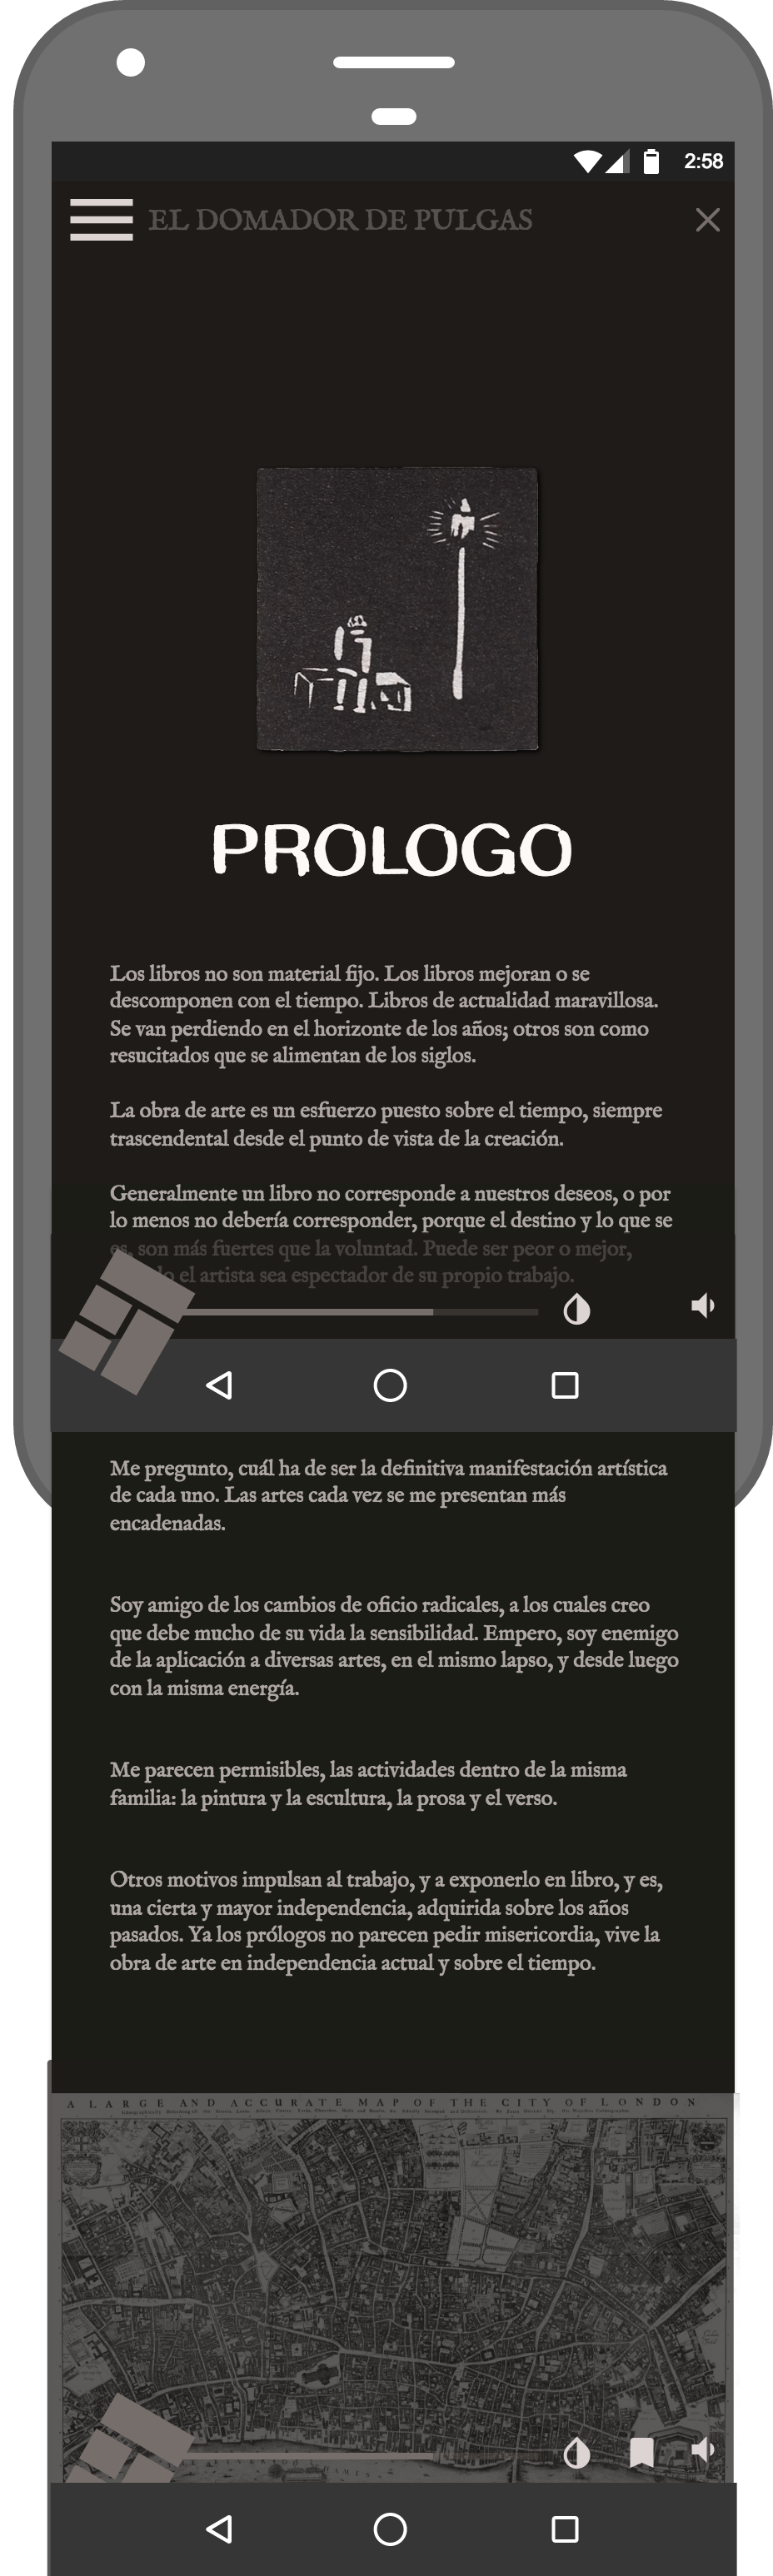 2:58
EL DOMADOR DE PULGAS
PROLOGO
Los libros no son material fijo. Los libros mejoran o se
descomponen con el tiempo. Libros de actualidad maravillosa.
Se van perdiendo en el horizonte de los años; otros son como
resucitados que se alimentan de los siglos.
La obra de arte es un esfuerzo puesto sobre el tiempo, siempre
trascendental desde el punto de vista de la creación.
Generalmente un libro no corresponde a nuestros deseos, o por
lo menos no debería corresponder, porque el destino y lo que se
es, son más fuertes que la voluntad. Puede ser peor o mejor,
el artista sea espectador de su propio trabajo.
Me pregunto, cuál ha de ser la definitiva manifestación artística
de cada uno. Las artes cada vez se me presentan más
encadenadas.
Soy amigo de los cambios de oficio radicales, a los cuales creo
que debe mucho de su vida la sensibilidad. Empero, soy enemigo
de la aplicación a diversas artes, en el mismo lapso, y desde luego
con la misma energía.
Me parecen permisibles, las actividades dentro de la misma
familia: la pintura y la escultura, la prosa y el verso.
Otros motivos impulsan al trabajo, y a exponerlo en libro, y es,
una cierta y mayor independencia, adquirida sobre los años
pasados. Ya los prólogos no parecen pedir misericordia, vive la
obra de arte en independencia actual y sobre el tiempo.
A LARGE AND ACCURATE MAP OF THE CITY OF LONDON